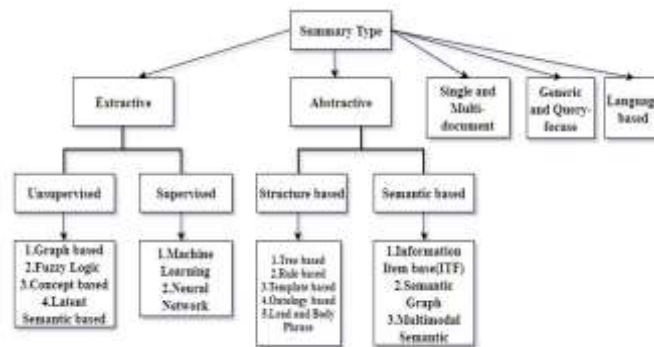 Summary Type
Extractive
Abstractive
Single and
Multi-
document
Generic
and Query-
focuse
Language
based
Unsupervised
Supervised
Structure based
Semantic based
1.Graph based
2.Fuzzy Logic
3.Concept based
4.Latent
Semantic based
1.Machine
Learning
2.Neural
Network
1.Tree based
2.Rule based
3.Template based
4.Ontology based
5.Lead and Body
Phrase
1.Information
Item base(ITF)
2.Semantic
Graph
3.Multimodal
Semantic